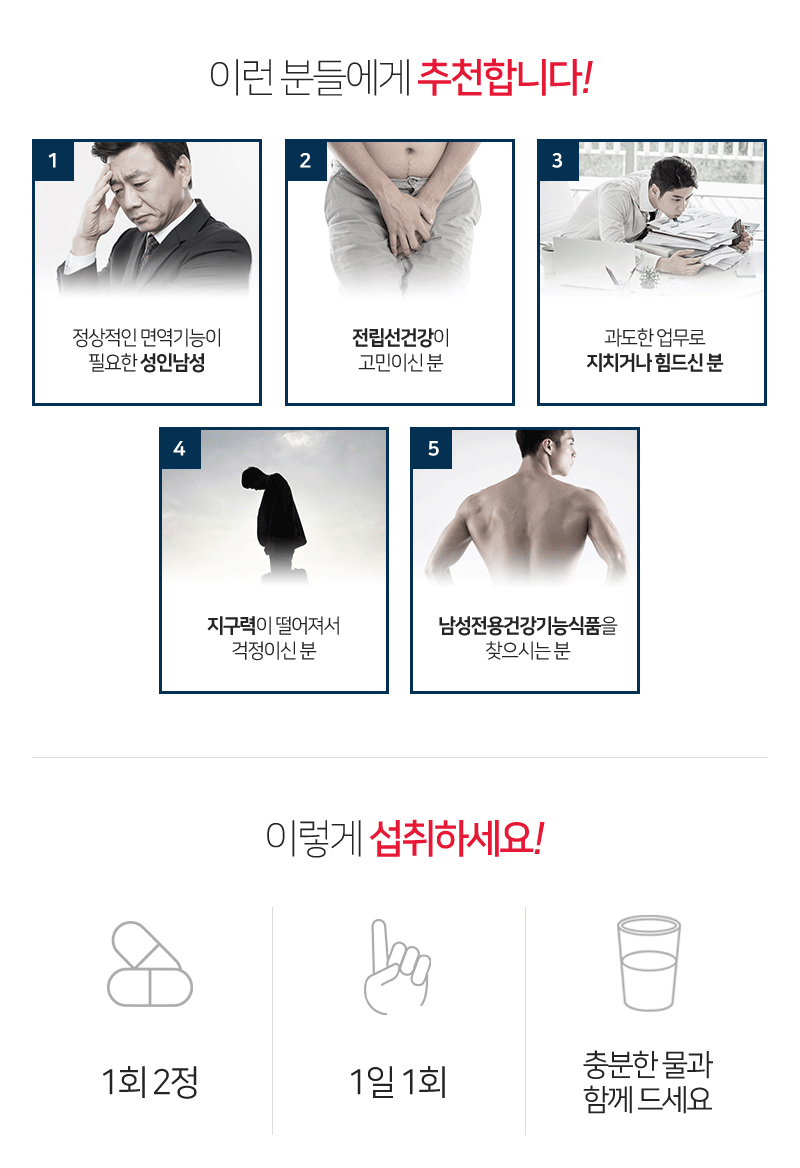 이런 분들에게 추천합니다!
1
정상적인 면역기능이
필요한 성인남성
2
전립선건강이
고민이신 분
3
과도한 업무로
지치거나 힘드신 분
4
지구력이 떨어져서
걱정이신 분
5
남성전용건강기능식품을
찾으시는 분
이렇게 섭취하세요!
1회 2정
1일 1회
충분한 물과
함께 드세요